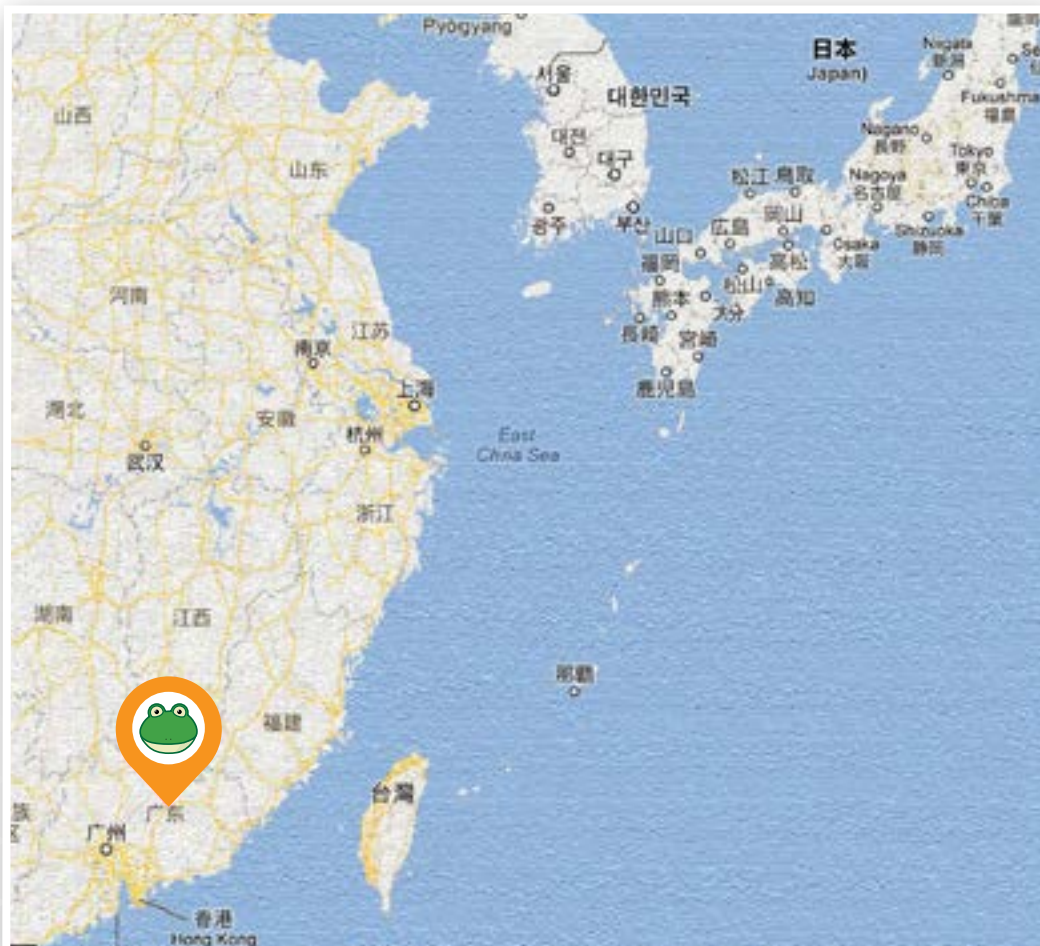 Pyogigyang
서울
대한민국
대전
대구
광주
부산
日本
Japan)
Niigata
新潟
Fukushma
福島
Nagano
長野
Tokyo
東京
Chiba
千葉
Nagoya
名古屋
Shizuoka
静岡
Osaka
大阪
松江
鳥取
岡山
広島
山口
高松
松山
高知
福岡
熊本
大分
長崎
宮崎
鹿児島
山西
山东
河南
江苏
南京
上海
湖北
安徽
杭州
武汉
浙江
East
China Sea
湖南
江西
那覇
福建
台灣
广东
广州
族
区
香港
Hong Kong